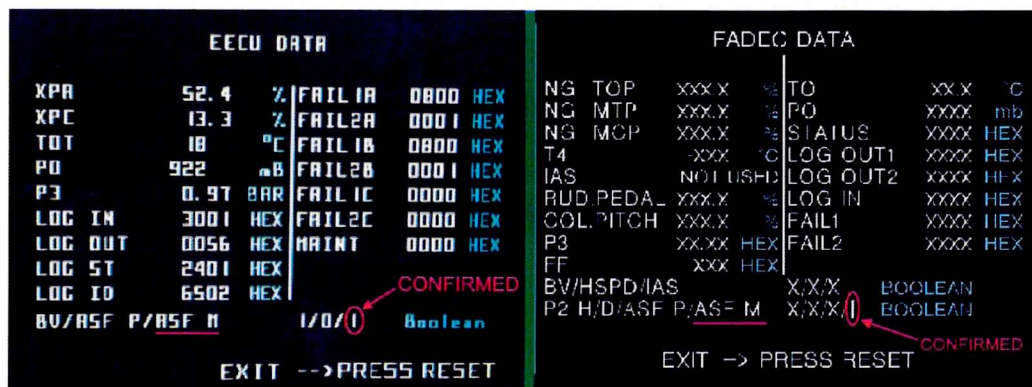 EECU DATA
XPA 52.4 % FAIL1A 0800 HEX
XPC 13.3 % FAIL2A 0001 HEX
TOT 18 °C FAIL1B 0800 HEX
P0 922 mB FAIL2B 0001 HEX
P3 0.97 BAR FAIL1C 0000 HEX
LOG IN 3001 HEX FAIL2C 0000 HEX
LOG OUT 0056 HEX MAINT 0000 HEX
LOG ST 2401 HEX
LOG ID 6502 HEX
CONFIRMED
BV/ASF P/ASF M 1/0/1 Boolean
EXIT -->PRESS RESET
FADEC DATA
NG TOP XXX.X % TO XX.X °C
NG MTP XXX.X % PO XXXX mb
NG MCP XXX.X % STATUS XXXX HEX
T4 -XXX °C LOG OUT1 XXXX HEX
IAS NOT USED LOG OUT2 XXXX HEX
RUD.PEDAL XXX.X % LOG IN XXXX HEX
COL.PITCH XXX.X % FAIL1 XXXX HEX
P3 XX.XX HEX FAIL2 XXXX HEX
FF XXX HEX
BV/HSPD/IAS X/X/X BOOLEAN
P2 H/D/ASF P/ASF M X/X/X/1 BOOLEAN
CONFIRMED
EXIT -> PRESS RESET